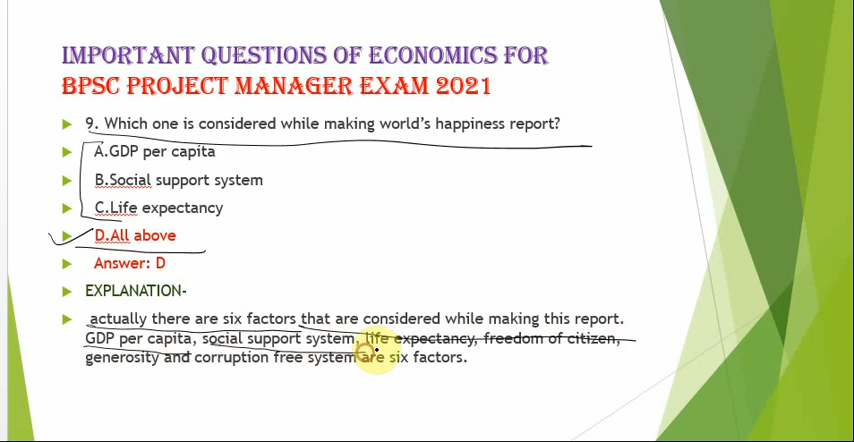 IMPORTANT QUESTIONS OF ECONOMICS FOR
BPSC PROJECT MANAGER EXAM 2021
9. Which one is considered while making world's happiness report?
A.GDP per capita
B.Social support system
C.Life expectancy
D.All above
Answer: D
EXPLANATION-
actually there are six factors that are considered while making this report.
GDP per capita, social support system, life expectancy, freedom of citizen,
generosity and corruption free system are six factors.